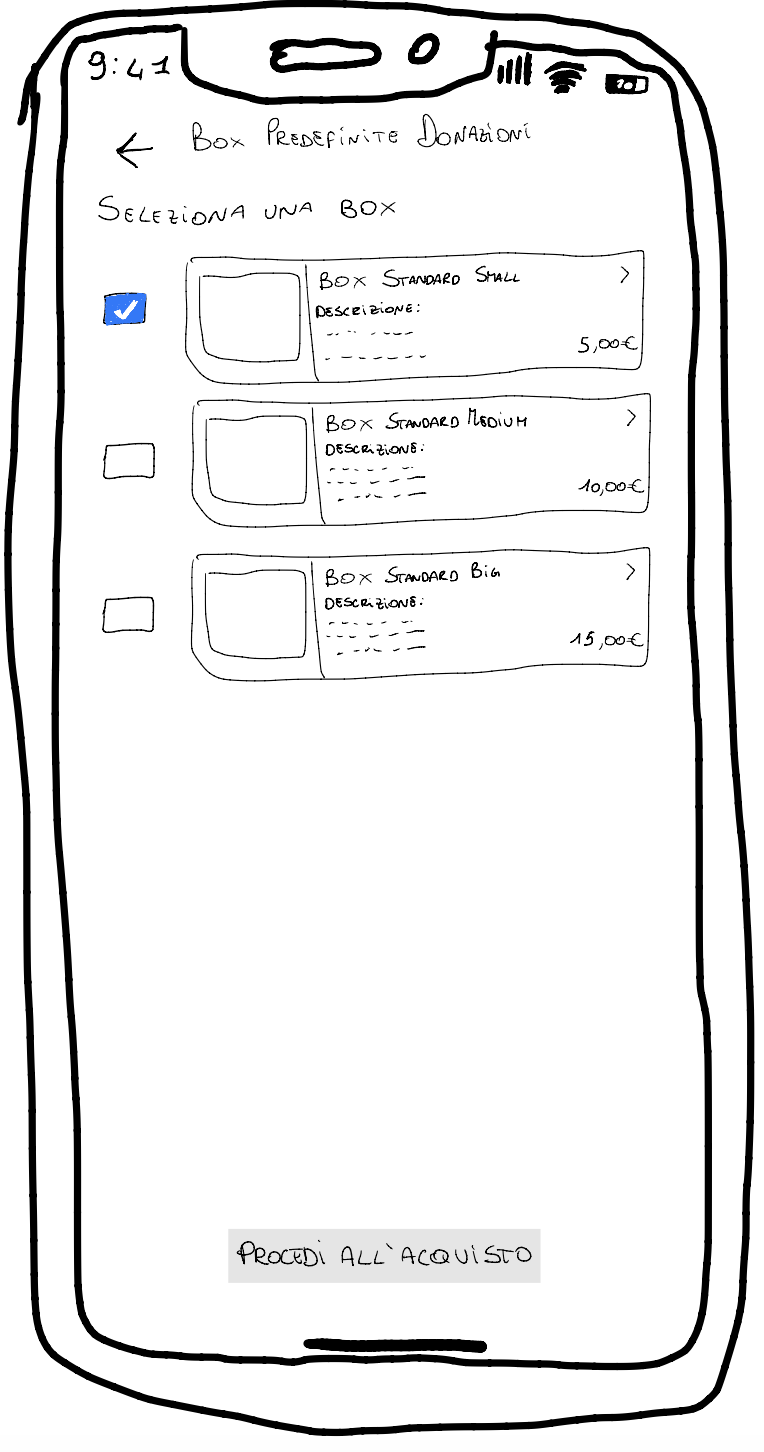 9:41
BOX PREDEFINITE DONAZIONI
SELEZIONA UNA BOX
BOX STANDARD SMALL
DESCRIZIONE:
5,00€
BOX STANDARD MEDIUM
DESCRIZIONE:
10,00€
BOX STANDARD BIG
DESCRIZIONE:
15,00€
PROCEDI ALL'ACQUISTO